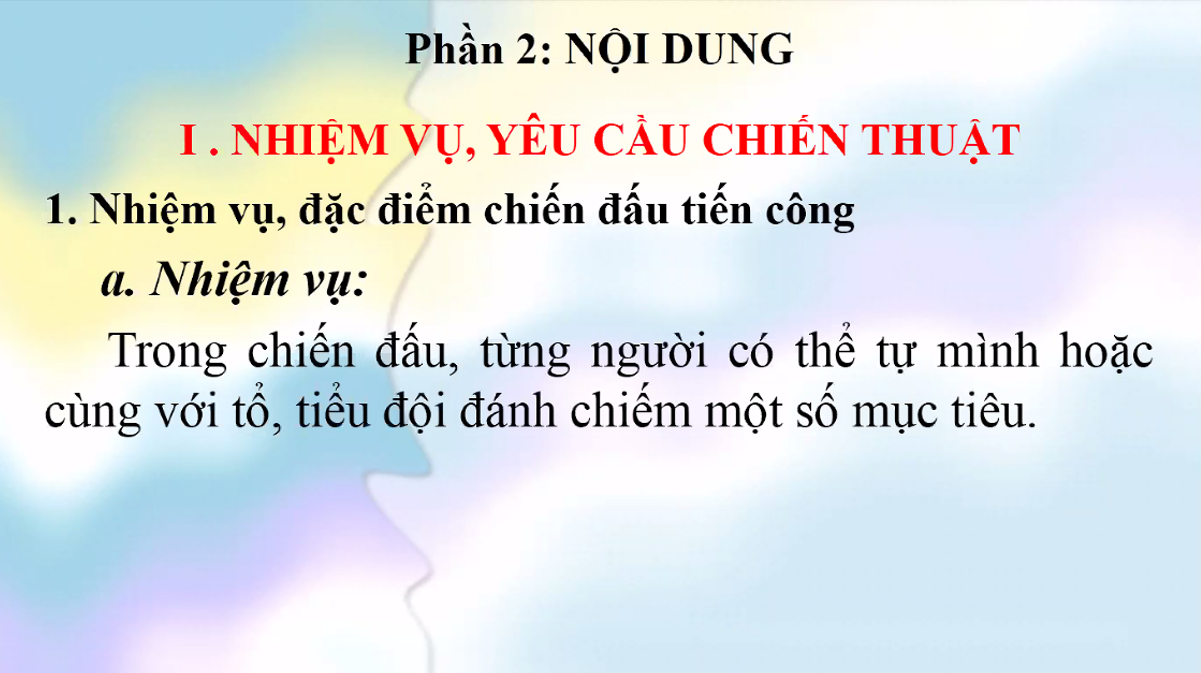 Phần 2: NỘI DUNG
I . NHIỆM VỤ, YÊU CẦU CHIẾN THUẬT
1. Nhiệm vụ, đặc điểm chiến đấu tiến công
a. Nhiệm vụ:
Trong chiến đấu, từng người có thể tự mình hoặc
cùng với tổ, tiểu đội đánh chiếm một số mục tiêu.